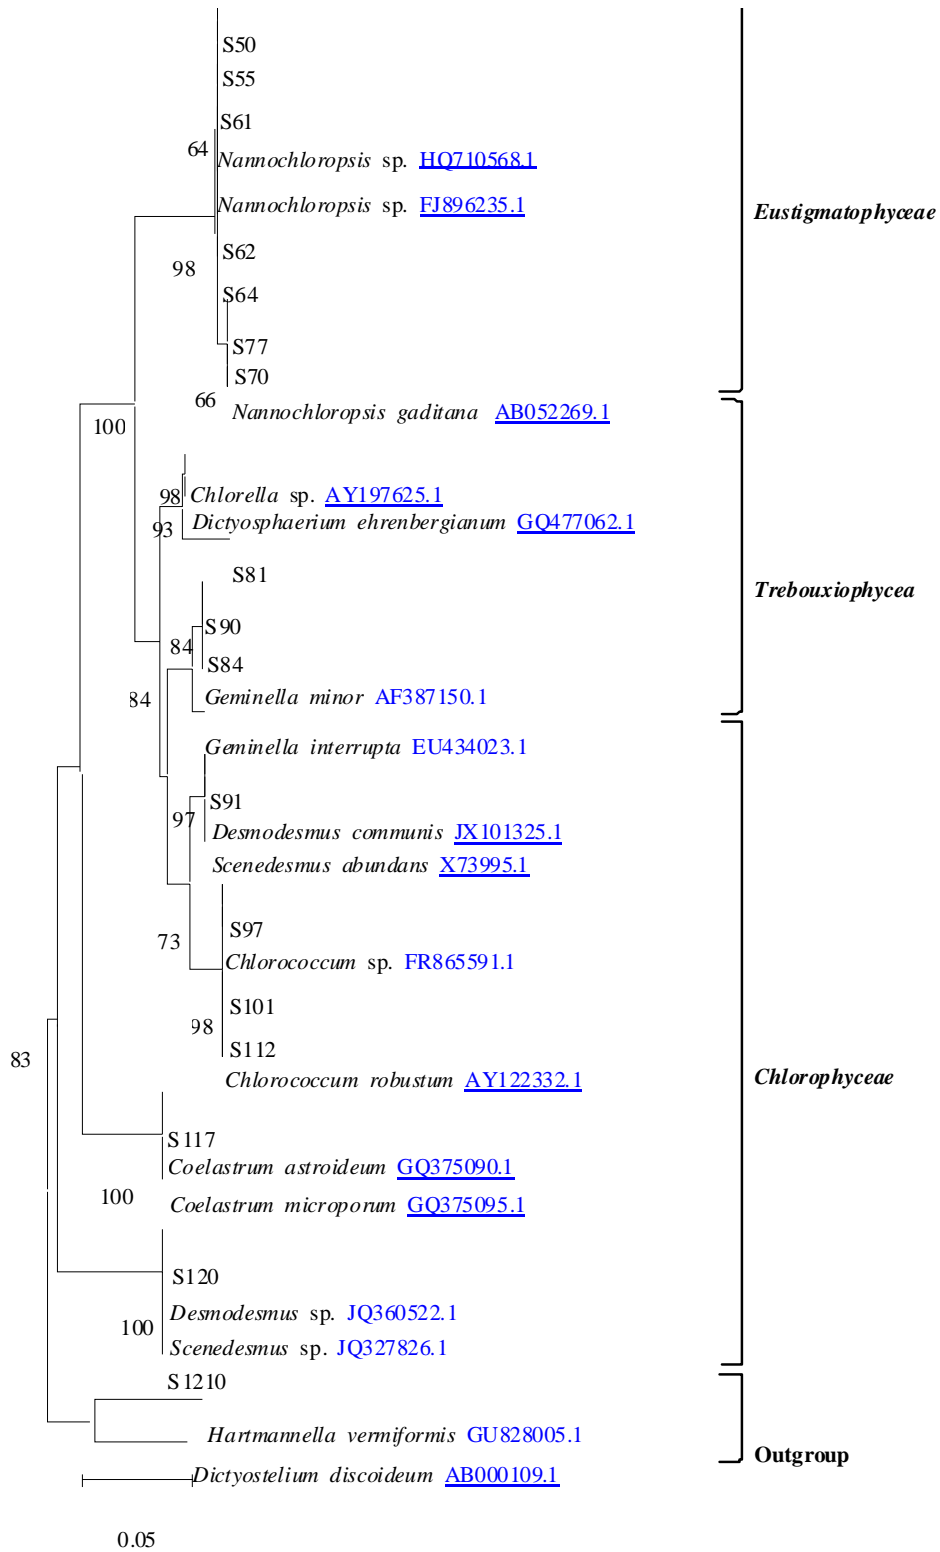 S50
S55
S61
64
Nannochloropsis sp. HQ710568.1
Nannochloropsis sp. FJ896235.1
Eustigmatophyceae
S62
98
S64
S77
S70
66
Nannochloropsis gaditana AB052269.1
100
98 Chlorella sp. AY197625.1
Dictyosphaerium ehrenbergianum GQ477062.1
93
S81
Trebouxiophycea
S90
84
S84
84
Geminella minor AF387150.1
Geminella interrupta EU434023.1
S91
97
Desmodesmus communis JX101325.1
Scenedesmus abundans X73995.1
S97
73
Chlorococcum sp. FR865591.1
S101
98
S112
83
Chlorococcum robustum AY122332.1
Chlorophyceae
S117
Coelastrum astroideum GQ375090.1
100
Coelastrum microporum GQ375095.1
S120
Desmodesmus sp. JQ360522.1
100
Scenedesmus sp. JQ327826.1
S1210
Hartmannella vermiformis GU828005.1
Outgroup
Dictyostelium discoideum AB000109.1
0.05